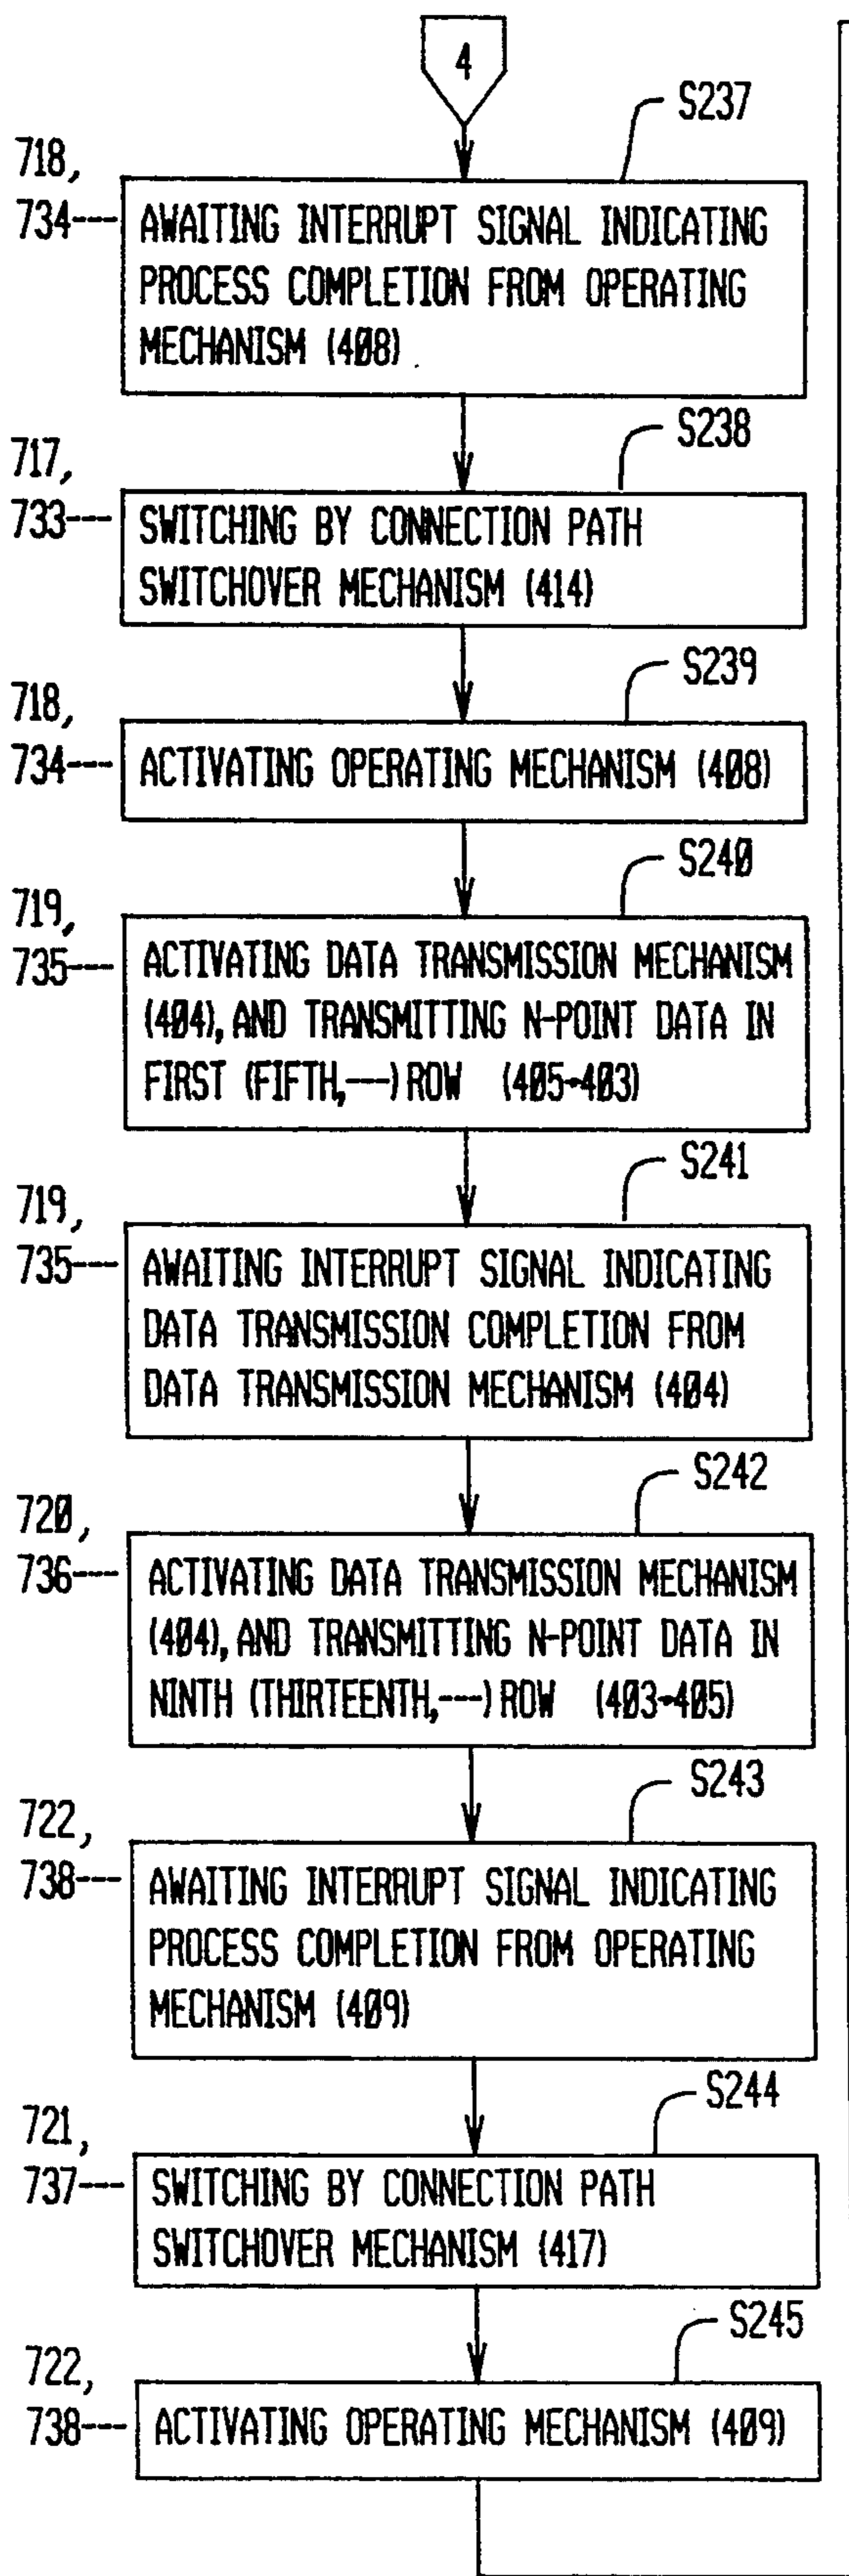 4
S237
718,
734--- AWAITING INTERRUPT SIGNAL INDICATING
PROCESS COMPLETION FROM OPERATING
MECHANISM (408)
S238
717,
733--- SWITCHING BY CONNECTION PATH
SWITCHOVER MECHANISM (414)
S239
718,
734--- ACTIVATING OPERATING MECHANISM (408)
S240
719,
735--- ACTIVATING DATA TRANSMISSION MECHANISM
(404), AND TRANSMITTING N-POINT DATA IN
FIRST (FIFTH,---) ROW (405→403)
S241
719,
735--- AWAITING INTERRUPT SIGNAL INDICATING
DATA TRANSMISSION COMPLETION FROM
DATA TRANSMISSION MECHANISM (404)
S242
720,
736--- ACTIVATING DATA TRANSMISSION MECHANISM
(404), AND TRANSMITTING N-POINT DATA IN
NINTH (THIRTEENTH,---) ROW (403→405)
S243
722,
738--- AWAITING INTERRUPT SIGNAL INDICATING
PROCESS COMPLETION FROM OPERATING
MECHANISM (409)
S244
721,
737--- SWITCHING BY CONNECTION PATH
SWITCHOVER MECHANISM (417)
S245
722,
738--- ACTIVATING OPERATING MECHANISM (409)